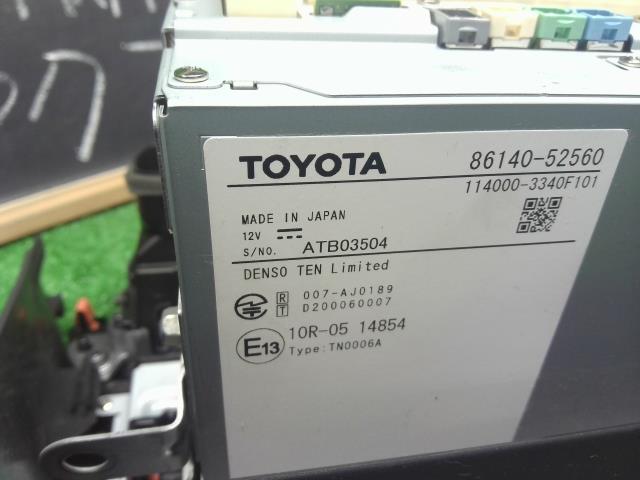 TOYOTA 86140-52560
114000-3340F101
MADE IN JAPAN
12V
S/NO. ATB03504
DENSO TEN Limited
R 007-AJ0189
T D200060007
E13 10R-05 14854
Type:TN0006A